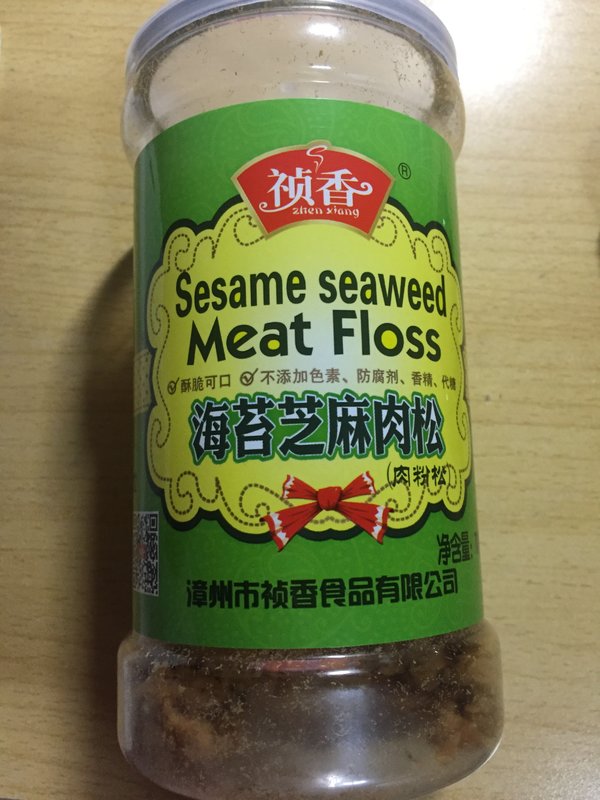 祯香 ®
zhen xiang
Sesame seaweed
Meat Floss
酥脆可口 不添加色素、防腐剂、香精、代糖
海苔芝麻肉松
(肉粉松)
净含量:
漳州市祯香食品有限公司